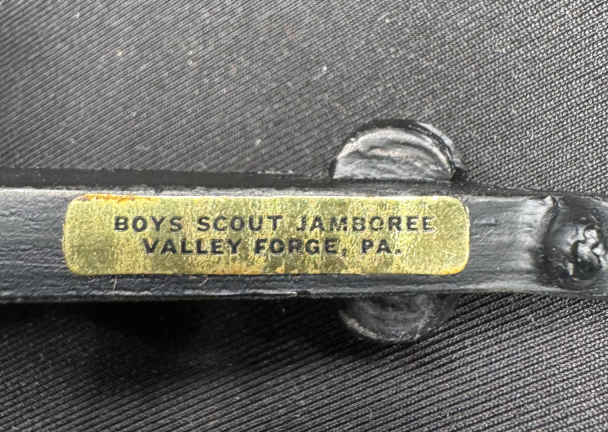 BOYS SCOUT JAMBOREE
VALLEY FORGE, PA.